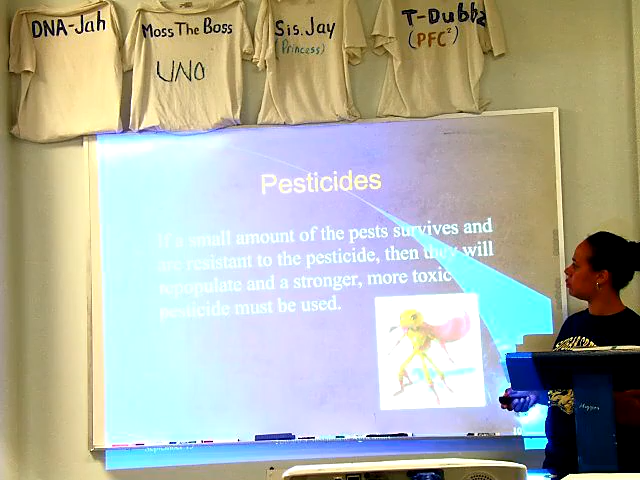 DNA-Jah
Moss The Boss
UNO
Sis. Jay
(Princess)
T-Dubbz
(PFC²)
Pesticides
If a small amount of the pests survives and
are resistant to the pesticide, then they will
repopulate and a stronger, more toxic
pesticide must be used.